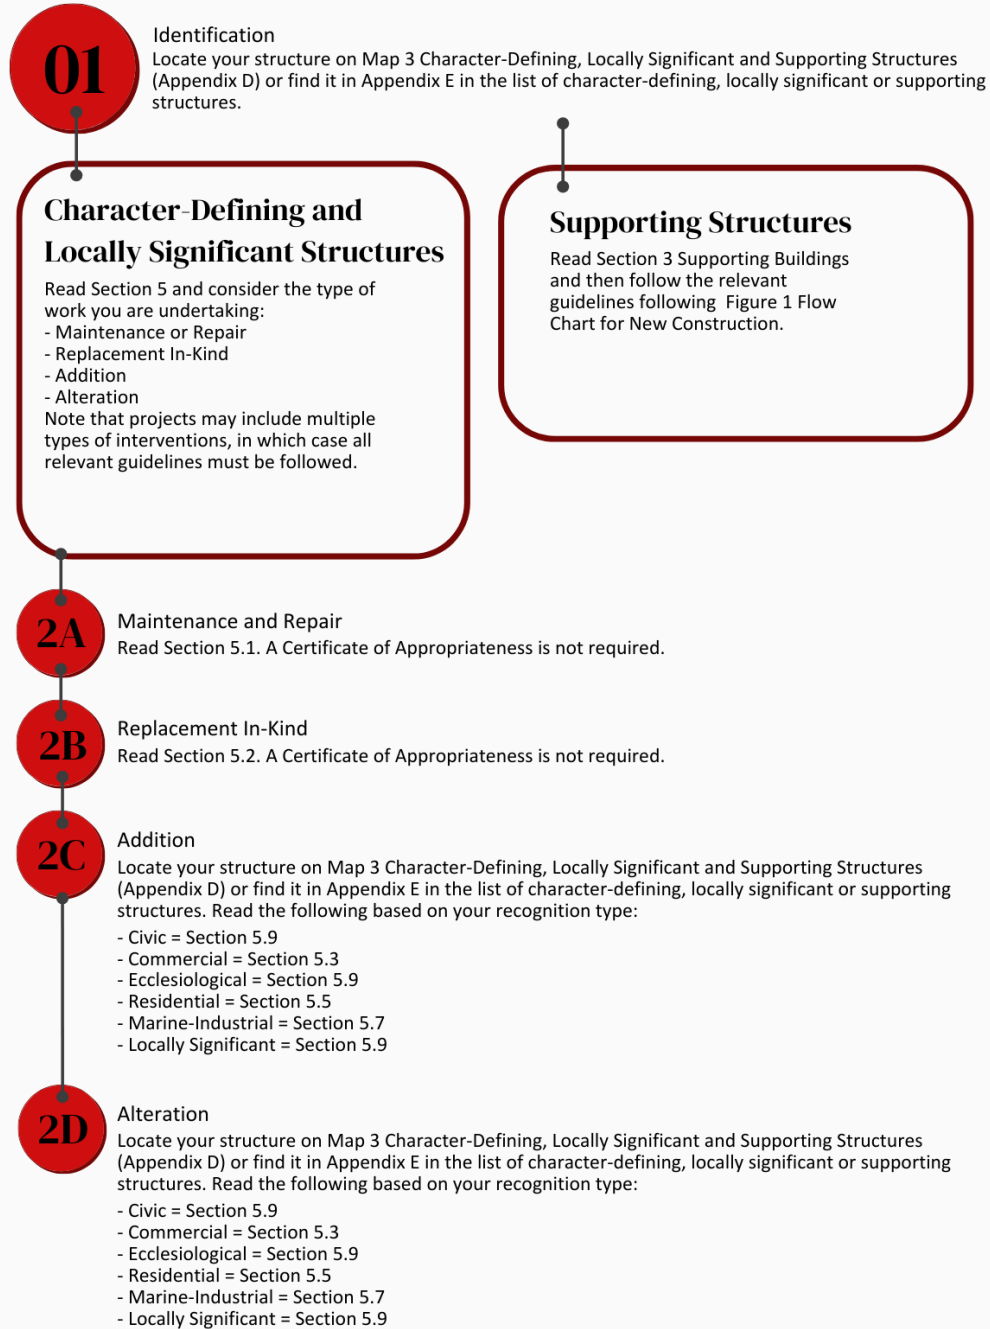 01
Identification
Locate your structure on Map 3 Character-Defining, Locally Significant and Supporting Structures
(Appendix D) or find it in Appendix E in the list of character-defining, locally significant or supporting
structures.
Character-Defining and
Locally Significant Structures
Read Section 5 and consider the type of
work you are undertaking:
- Maintenance or Repair
- Replacement In-Kind
- Addition
- Alteration
Note that projects may include multiple
types of interventions, in which case all
relevant guidelines must be followed.
Supporting Structures
Read Section 3 Supporting Buildings
and then follow the relevant
guidelines following  Figure 1 Flow
Chart for New Construction.
2A
Maintenance and Repair
Read Section 5.1. A Certificate of Appropriateness is not required.
2B
Replacement In-Kind
Read Section 5.2. A Certificate of Appropriateness is not required.
2C
Addition
Locate your structure on Map 3 Character-Defining, Locally Significant and Supporting Structures
(Appendix D) or find it in Appendix E in the list of character-defining, locally significant or supporting
structures. Read the following based on your recognition type:
- Civic = Section 5.9
- Commercial = Section 5.3
- Ecclesiological = Section 5.9
- Residential = Section 5.5
- Marine-Industrial = Section 5.7
- Locally Significant = Section 5.9
2D
Alteration
Locate your structure on Map 3 Character-Defining, Locally Significant and Supporting Structures
(Appendix D) or find it in Appendix E in the list of character-defining, locally significant or supporting
structures. Read the following based on your recognition type:
- Civic = Section 5.9
- Commercial = Section 5.3
- Ecclesiological = Section 5.9
- Residential = Section 5.5
- Marine-Industrial = Section 5.7
- Locally Significant = Section 5.9